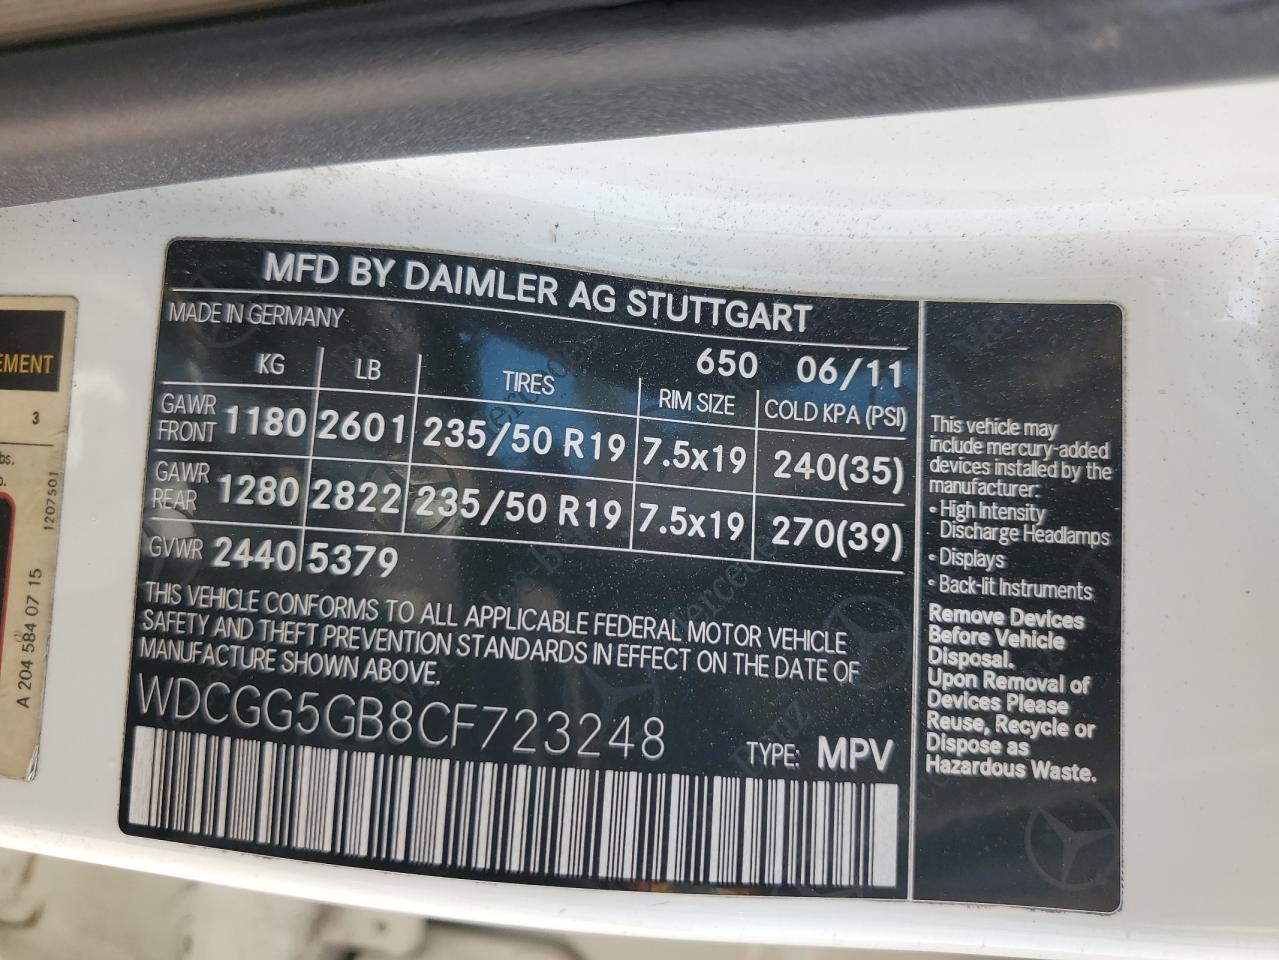 MFD BY DAIMLER AG STUTTGART
MADE IN GERMANY
650 06/11
KG LB TIRES RIM SIZE COLD KPA (PSI)
GAWR FRONT 1180 2601 235/50 R19 7.5x19 240(35)
GAWR REAR 1280 2822 235/50 R19 7.5x19 270(39)
GVWR 2440 5379
THIS VEHICLE CONFORMS TO ALL APPLICABLE FEDERAL MOTOR VEHICLE
SAFETY AND THEFT PREVENTION STANDARDS IN EFFECT ON THE DATE OF
MANUFACTURE SHOWN ABOVE.
WDCGG5GB8CF723248
TYPE: MPV
This vehicle may
include mercury-added
devices installed by the
manufacturer:
• High Intensity
Discharge Headlamps
• Displays
• Back-lit Instruments
Remove Devices
Before Vehicle
Disposal.
Upon Removal of
Devices Please
Reuse, Recycle or
Dispose as
Hazardous Waste.
EMENT
3
bs.
1207501
A 204 584 07 15